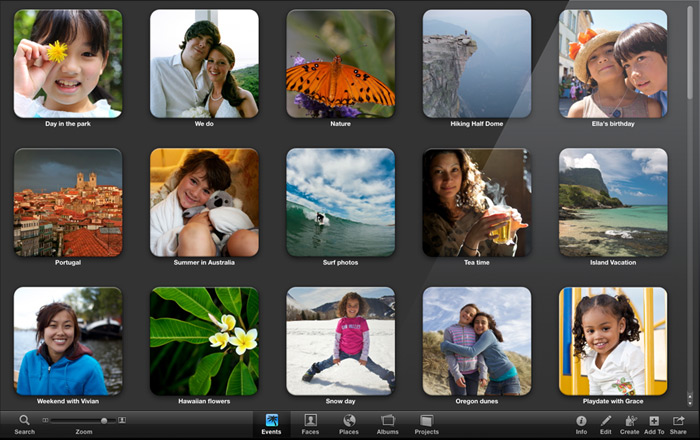 Day in the park
We do
Nature
Hiking Half Dome
Ella's birthday
Portugal
Summer in Australia
Surf photos
Tea time
Island Vacation
Weekend with Vivian
Hawaiian flowers
Snow day
Oregon dunes
Playdate with Grace
Search
Zoom
Events
Faces
Places
Albums
Projects
Info
Edit
Create
Add To
Share